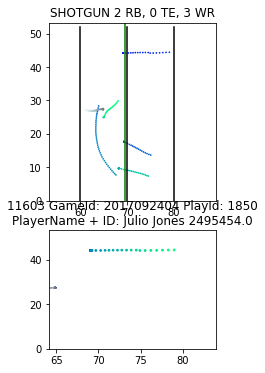 SHOTGUN 2 RB, 0 TE, 3 WR
50
40
30
20
10
0
60 70 80
11603 GameId: 2017092404 PlayId: 1850
PlayerName + ID: Julio Jones 2495454.0
40
20
0
65 70 75 80